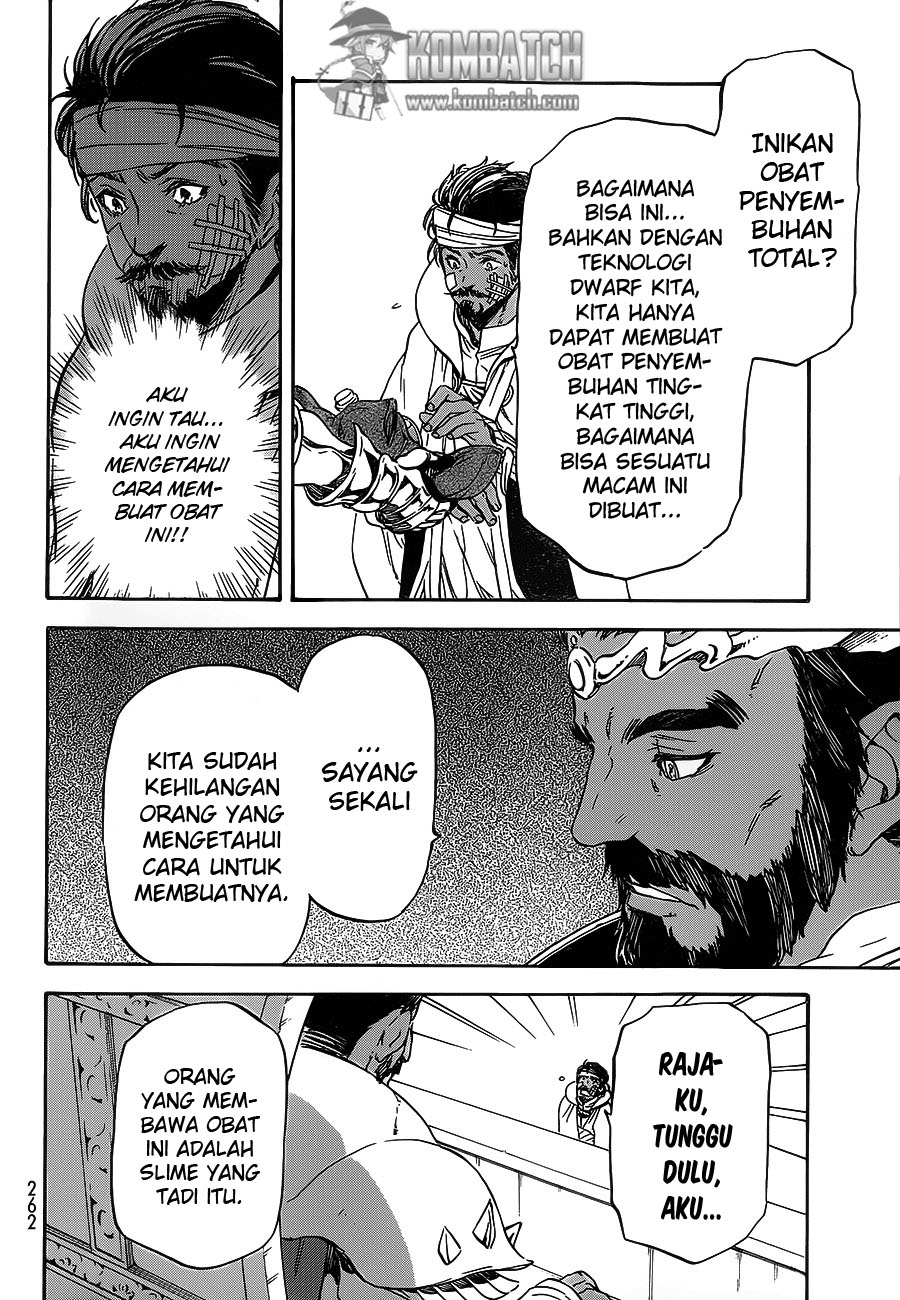 KOMBATCH
www.kombatch.com
INIKAN
OBAT
PENYEM-
BUHAN
TOTAL?
BAGAIMANA
BISA INI...
BAHKAN DENGAN
TEKNOLOGI
DWARF KITA,
KITA HANYA
DAPAT MEMBUAT
OBAT PENYEM-
BUHAN TING-
KAT TINGGI,
BAGAIMANA
BISA SESUATU
MACAM INI
DIBUAT...
AKU
INGIN TAU...
AKU INGIN
MENGETAHUI
CARA MEM-
BUAT OBAT
INI!!
...
SAYANG
SEKALI
KITA SUDAH
KEHILANGAN
ORANG YANG
MENGETAHUI
CARA UNTUK
MEMBUATNYA.
RAJA-
KU,
TUNGGU
DULU,
AKU...
ORANG
YANG MEM-
BAWA OBAT
INI ADALAH
SLIME YANG
TADI ITU.
262